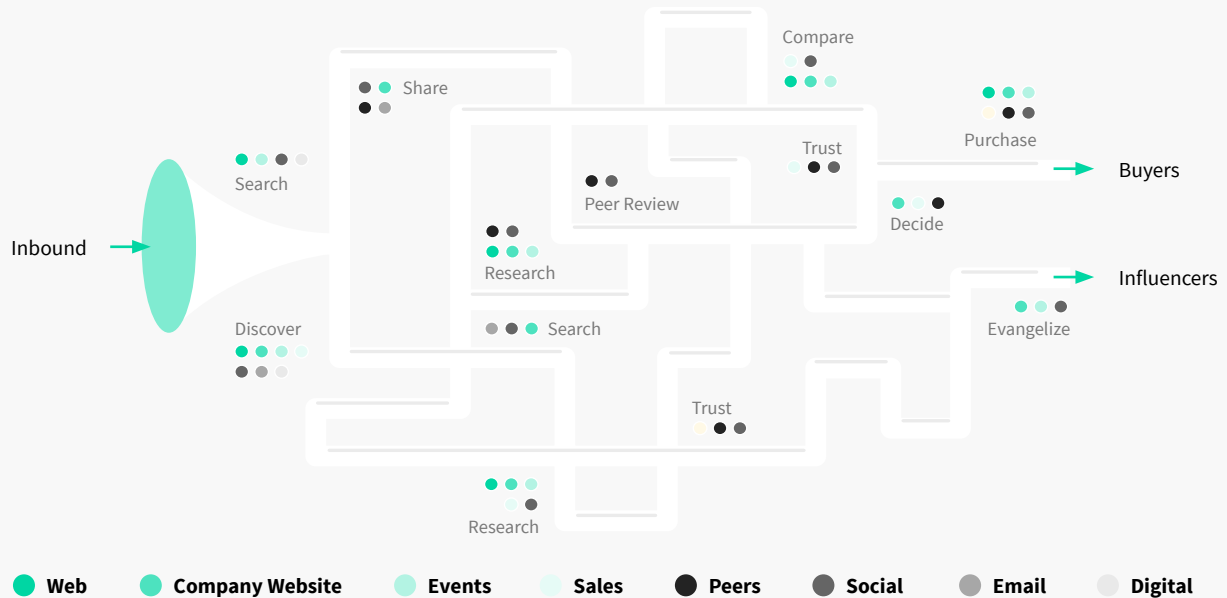 Compare
Share
Purchase
Trust
Search
Buyers
Peer Review
Decide
Inbound
Research
Influencers
Discover
Search
Evangelize
Trust
Research
Web
Company Website
Events
Sales
Peers
Social
Email
Digital